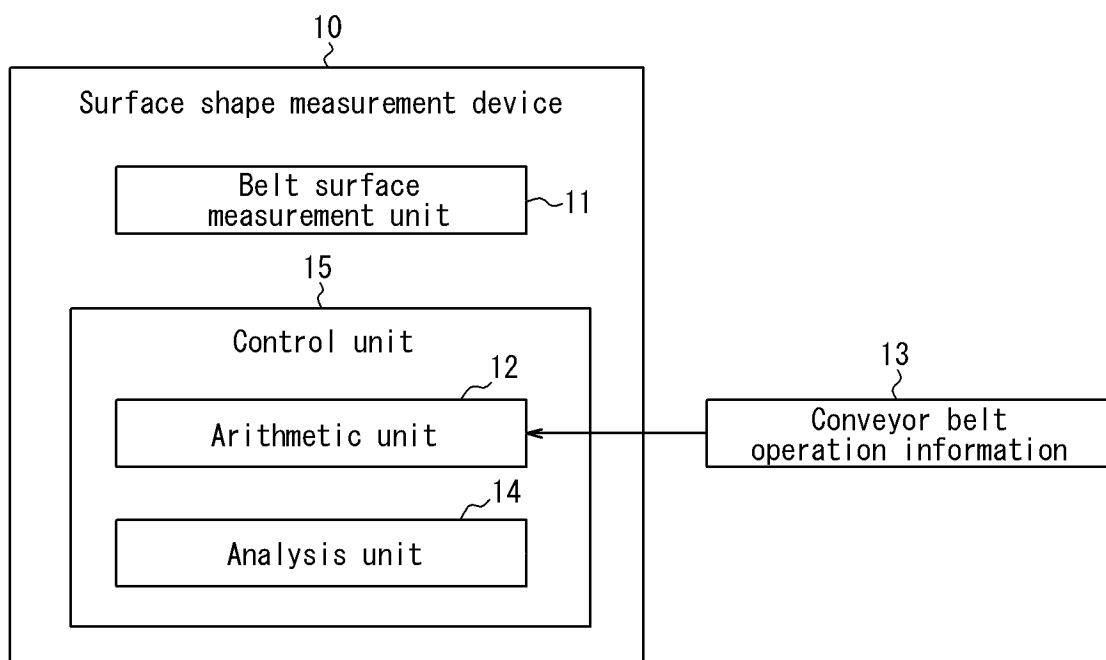 10
Surface shape measurement device
Belt surface
measurement unit
11
15
Control unit
12
Arithmetic unit
13
Conveyor belt
operation information
14
Analysis unit